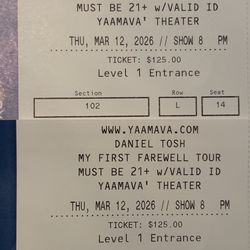 MUST BE 21+ w/VALID ID
YAAMAVA' THEATER
THU, MAR 12, 2026 // SHOW 8 PM
TICKET: $125.00
Level 1 Entrance
Section Row Seat
102 L 14
WWW.YAAMAVA.COM
DANIEL TOSH
MY FIRST FAREWELL TOUR
MUST BE 21+ w/VALID ID
YAAMAVA' THEATER
THU, MAR 12, 2026 // SHOW 8 PM
TICKET: $125.00
Level 1 Entrance